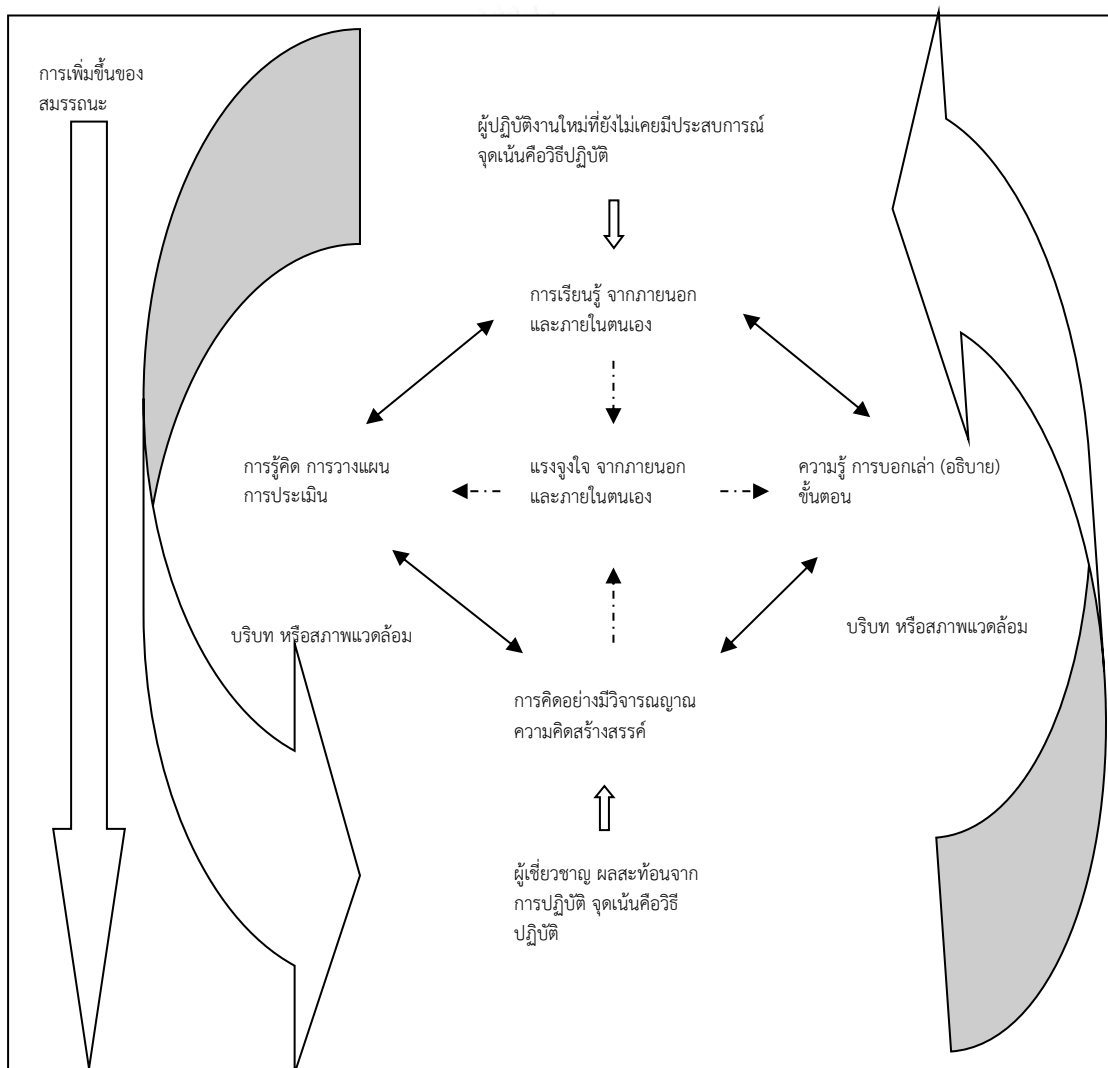 การเพิ่มขึ้นของ
สมรรถนะ
ผู้ปฏิบัติงานใหม่ที่ยังไม่เคยมีประสบการณ์
จุดเน้นคือวิธีปฏิบัติ
การเรียนรู้ จากภายนอก
และภายในตนเอง
การรู้คิด การวางแผน
การประเมิน
แรงจูงใจ จากภายนอก
และภายในตนเอง
ความรู้ การบอกเล่า (อธิบาย)
ขั้นตอน
บริบท หรือสภาพแวดล้อม
บริบท หรือสภาพแวดล้อม
การคิดอย่างมีวิจารณญาณ
ความคิดสร้างสรรค์
ผู้เชี่ยวชาญ ผลสะท้อนจาก
การปฏิบัติ จุดเน้นคือวิธี
ปฏิบัติ